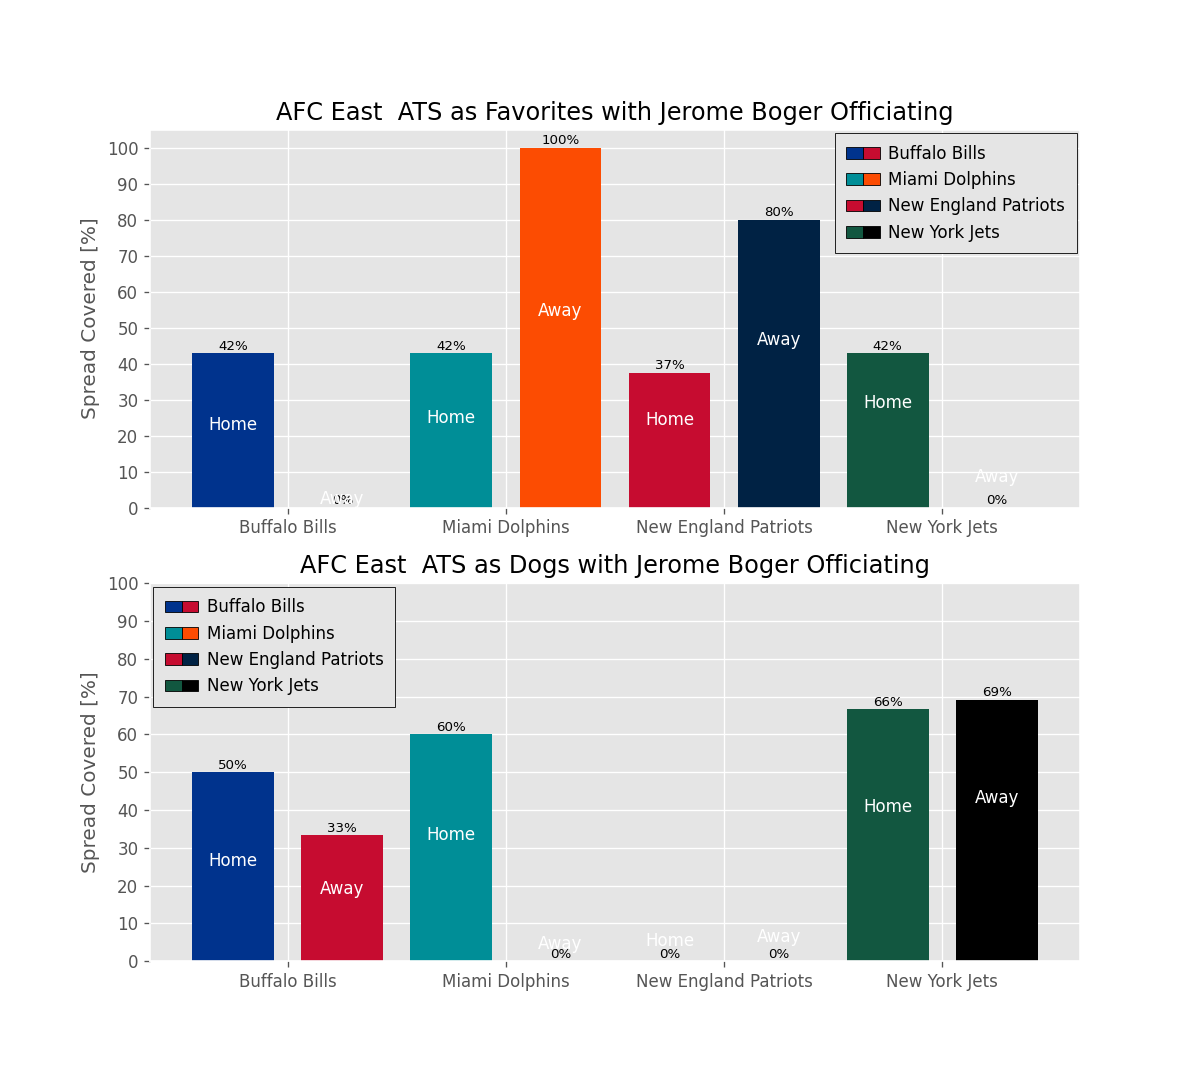 AFC East  ATS as Favorites with Jerome Boger Officiating
Spread Covered [%]
100
90
80
70
60
50
40
30
20
10
0
42%
Home
0%
Away
42%
Home
100%
Away
37%
Home
80%
Away
42%
Home
0%
Away
Buffalo Bills
Miami Dolphins
New England Patriots
New York Jets
Buffalo Bills
Miami Dolphins
New England Patriots
New York Jets
AFC East  ATS as Dogs with Jerome Boger Officiating
Spread Covered [%]
100
90
80
70
60
50
40
30
20
10
0
Buffalo Bills
Miami Dolphins
New England Patriots
New York Jets
50%
Home
33%
Away
60%
Home
0%
Away
0%
Home
0%
Away
66%
Home
69%
Away
Buffalo Bills
Miami Dolphins
New England Patriots
New York Jets